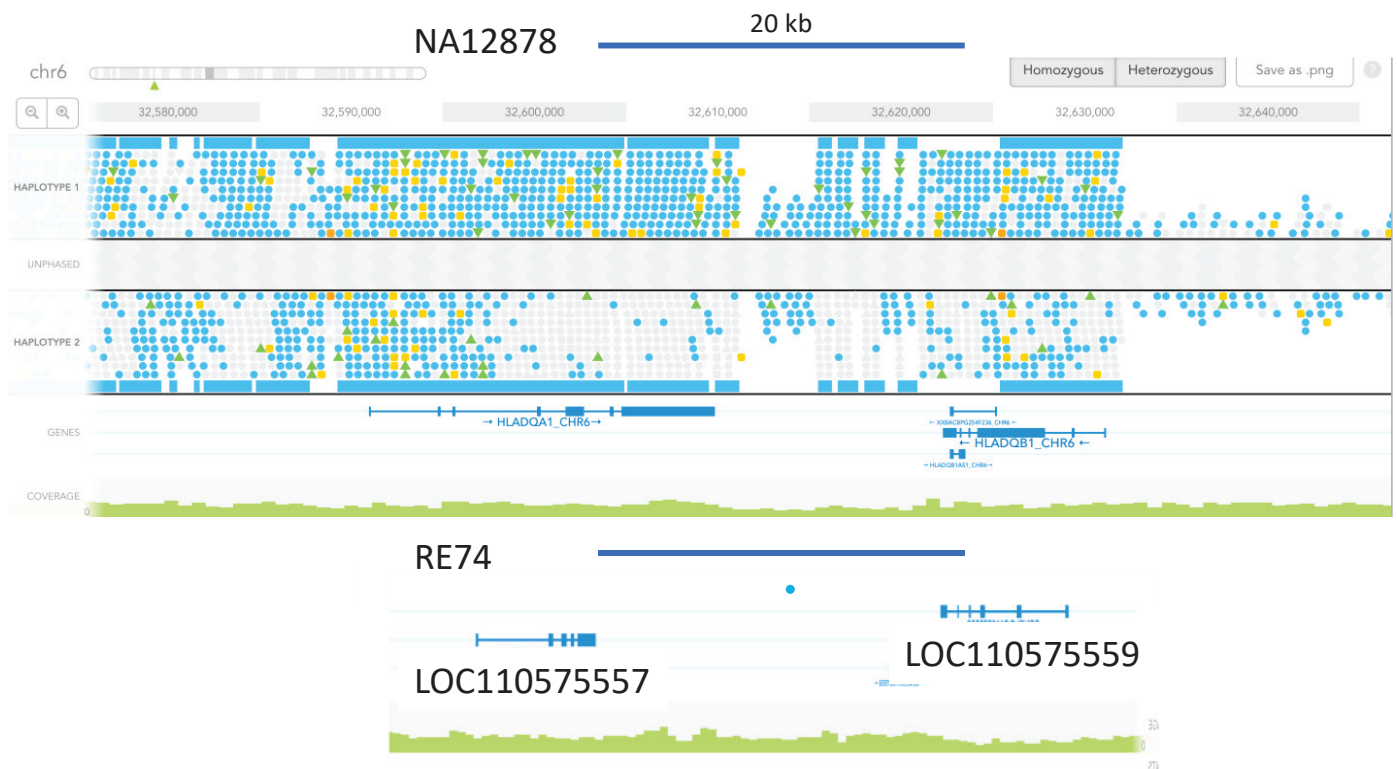 20 kb
NA12878
chr6
Homozygous Heterozygous Save as .png ?
32,580,000 32,590,000 32,600,000 32,610,000 32,620,000 32,630,000 32,640,000
HAPLOTYPE 1
UNPHASED
HAPLOTYPE 2
→ HLADQA1_CHR6→
← XXBACBPG254F236_CHR6 ←
GENES
← HLADQB1_CHR6 ←
→ HLADQB1AS1_CHR6→
COVERAGE
0
RE74
LOC110575559
LOC110575557
0